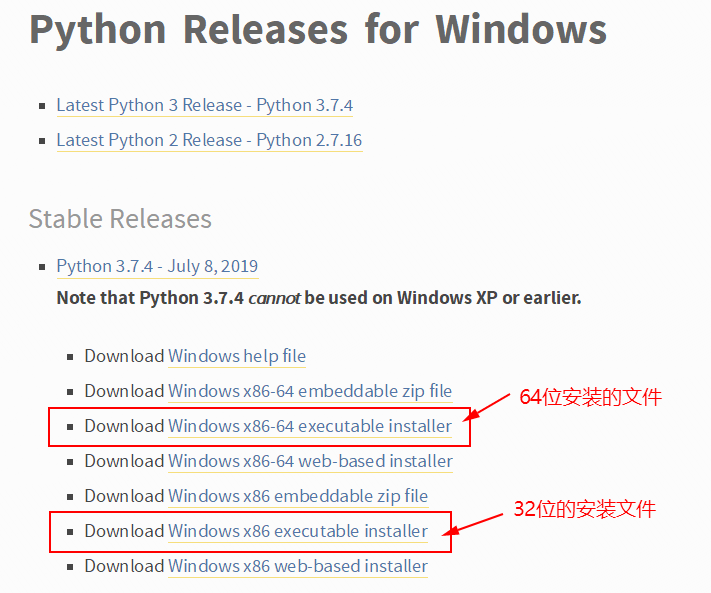 Python Releases for Windows
Latest Python 3 Release - Python 3.7.4
Latest Python 2 Release - Python 2.7.16
Stable Releases
Python 3.7.4 - July 8, 2019
Note that Python 3.7.4 cannot be used on Windows XP or earlier.
Download Windows help file
Download Windows x86-64 embeddable zip file
64位安装的文件
Download Windows x86-64 executable installer
Download Windows x86-64 web-based installer
Download Windows x86 embeddable zip file
32位的安装文件
Download Windows x86 executable installer
Download Windows x86 web-based installer